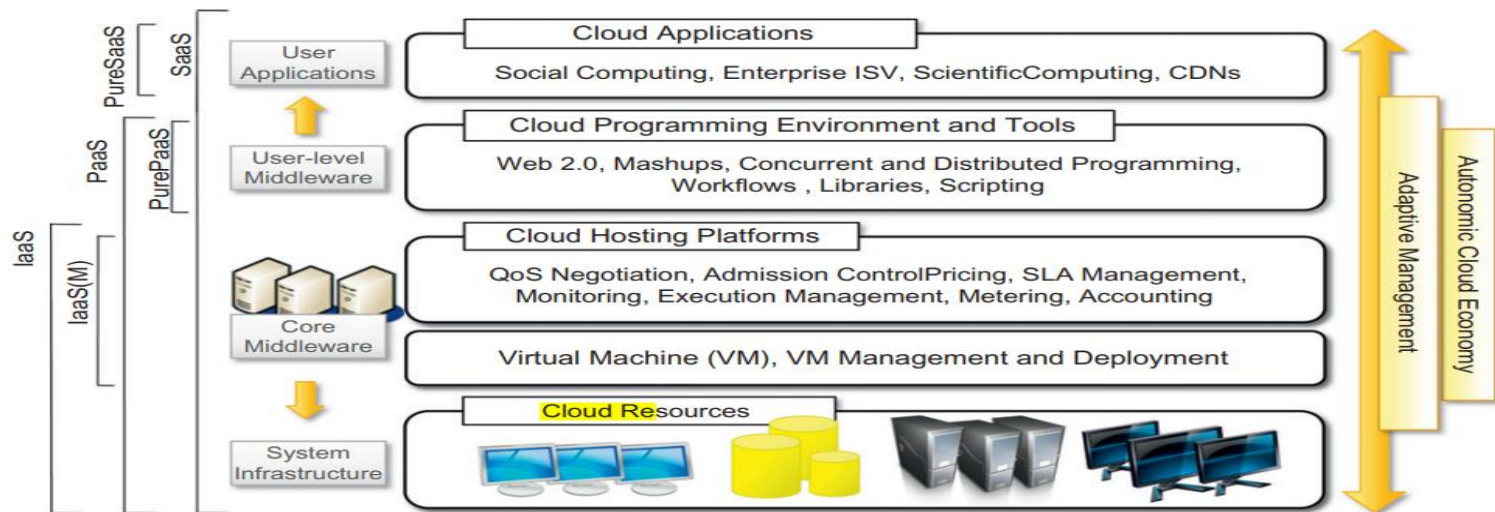 PureSaaS
SaaS
User
Applications
Cloud Applications
Social Computing, Enterprise ISV, ScientificComputing, CDNs
PaaS
PurePaaS
User-level
Middleware
Cloud Programming Environment and Tools
Web 2.0, Mashups, Concurrent and Distributed Programming,
Workflows , Libraries, Scripting
IaaS
IaaS(M)
Core
Middleware
Cloud Hosting Platforms
QoS Negotiation, Admission ControlPricing, SLA Management,
Monitoring, Execution Management, Metering, Accounting
Virtual Machine (VM), VM Management and Deployment
System
Infrastructure
Cloud Resources
Adaptive Management
Autonomic Cloud Economy